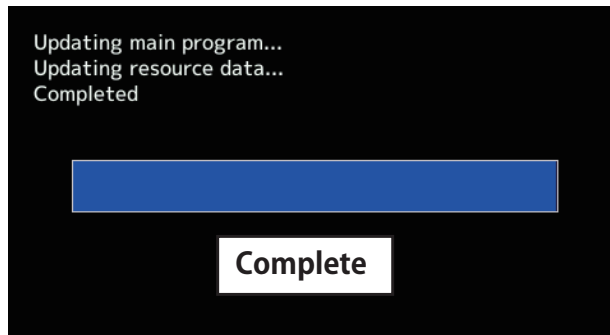 Updating main program...
Updating resource data...
Completed
Complete